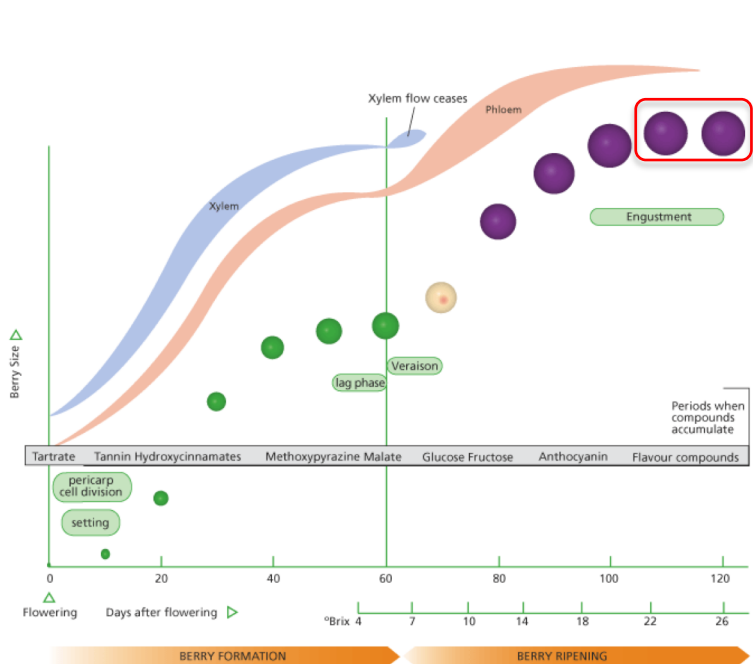 Xylem flow ceases
Phloem
Xylem
Engustment
Berry Size
Veraison
lag phase
Periods when
compounds
accumulate
Tartrate Tannin Hydroxycinnamates Methoxypyrazine Malate Glucose Fructose Anthocyanin Flavour compounds
pericarp
cell division
setting
0 20 40 60 80 100 120
Flowering Days after flowering
ºBrix 4 7 10 14 18 22 26
BERRY FORMATION BERRY RIPENING